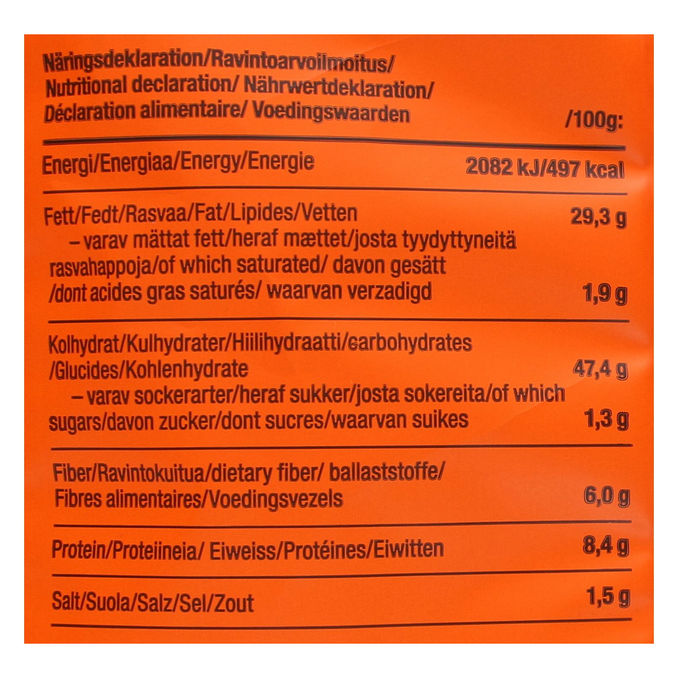 Näringsdeklaration/Ravintoarvoilmoitus/
Nutritional declaration/ Nährwertdeklaration/
Déclaration alimentaire/ Voedingswaarden /100g:
Energi/Energiaa/Energy/Energie 2082 kJ/497 kcal
Fett/Fedt/Rasvaa/Fat/Lipides/Vetten 29,3 g
– varav mättat fett/heraf mættet/josta tyydyttyneitä
rasvahappoja/of which saturated/ davon gesätt
/dont acides gras saturés/ waarvan verzadigd 1,9 g
Kolhydrat/Kulhydrater/Hiilihydraatti/carbohydrates
/Glucides/Kohlenhydrate 47,4 g
– varav sockerarter/heraf sukker/josta sokereita/of which
sugars/davon zucker/dont sucres/waarvan suikes 1,3 g
Fiber/Ravintokuitua/dietary fiber/ ballaststoffe/
Fibres alimentaires/Voedingsvezels 6,0 g
Protein/Proteiineia/ Eiweiss/Protéines/Eiwitten 8,4 g
Salt/Suola/Salz/Sel/Zout 1,5 g